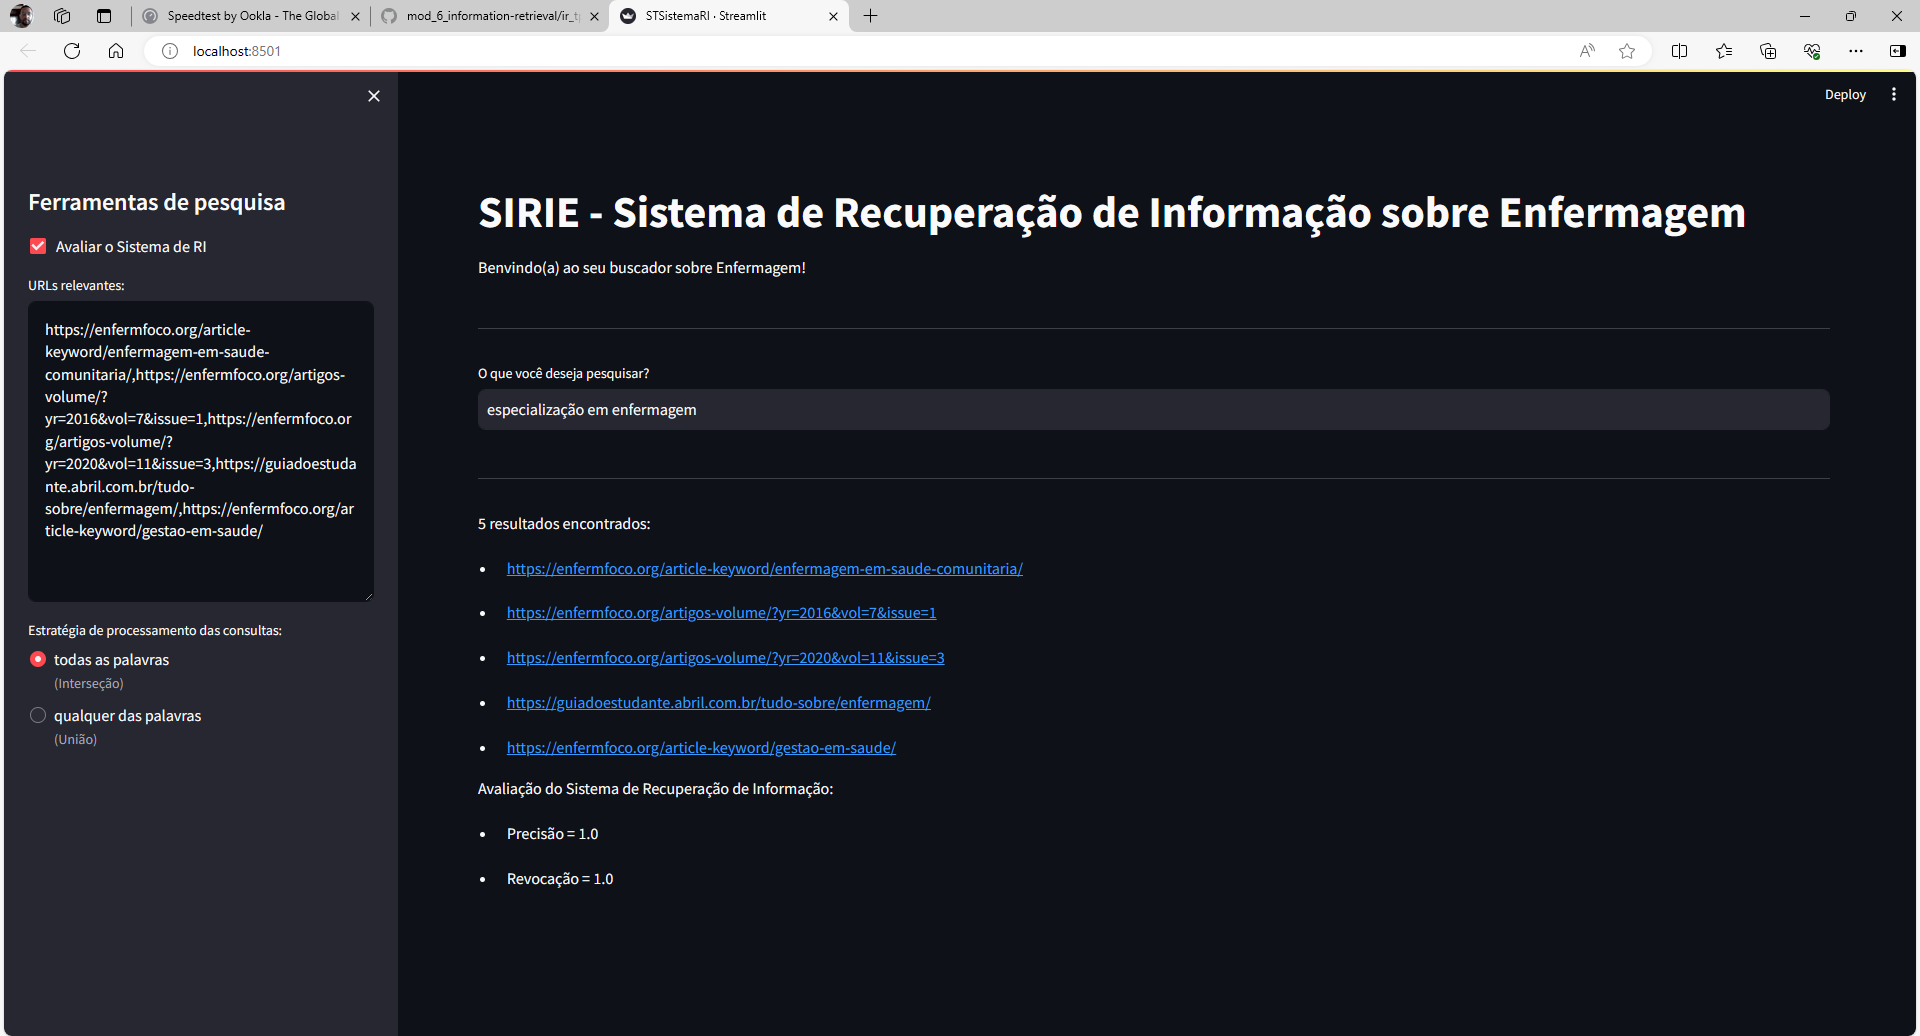 Speedtest by Ookla - The Global
mod_6_information-retrieval/ir_t
STSistemaRI · Streamlit
localhost:8501
Deploy
Ferramentas de pesquisa
Avaliar o Sistema de RI
URLs relevantes:
https://enfermfoco.org/article-
keyword/enfermagem-em-saude-
comunitaria/,https://enfermfoco.org/artigos-
volume/?
yr=2016&vol=7&issue=1,https://enfermfoco.or
g/artigos-volume/?
yr=2020&vol=11&issue=3,https://guiadoestuda
nte.abril.com.br/tudo-
sobre/enfermagem/,https://enfermfoco.org/ar
ticle-keyword/gestao-em-saude/
Estratégia de processamento das consultas:
todas as palavras
(Interseção)
qualquer das palavras
(União)
SIRIE - Sistema de Recuperação de Informação sobre Enfermagem
Benvindo(a) ao seu buscador sobre Enfermagem!
O que você deseja pesquisar?
especialização em enfermagem
5 resultados encontrados:
https://enfermfoco.org/article-keyword/enfermagem-em-saude-comunitaria/
https://enfermfoco.org/artigos-volume/?yr=2016&vol=7&issue=1
https://enfermfoco.org/artigos-volume/?yr=2020&vol=11&issue=3
https://guiadoestudante.abril.com.br/tudo-sobre/enfermagem/
https://enfermfoco.org/article-keyword/gestao-em-saude/
Avaliação do Sistema de Recuperação de Informação:
Precisão = 1.0
Revocação = 1.0